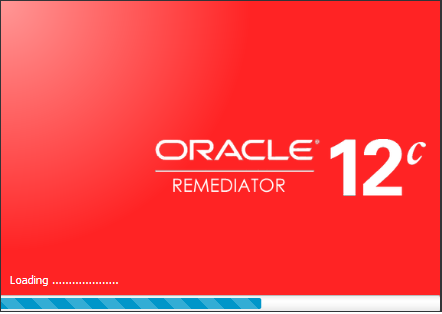 ORACLE® 12c
REMEDIATOR
Loading ....................